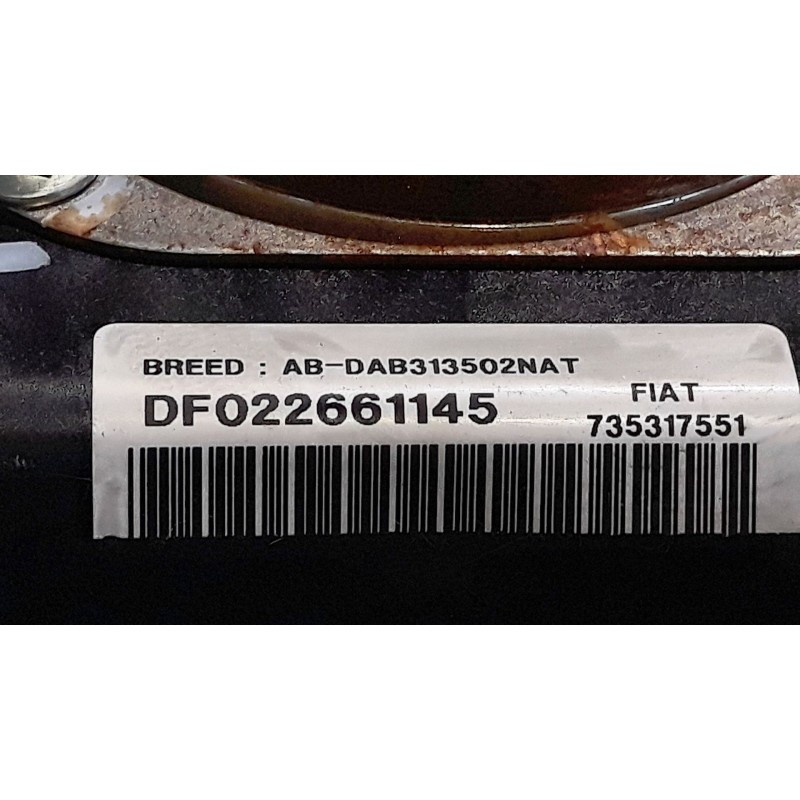 BREED : AB-DAB313502NAT
DF022661145
FIAT
735317551